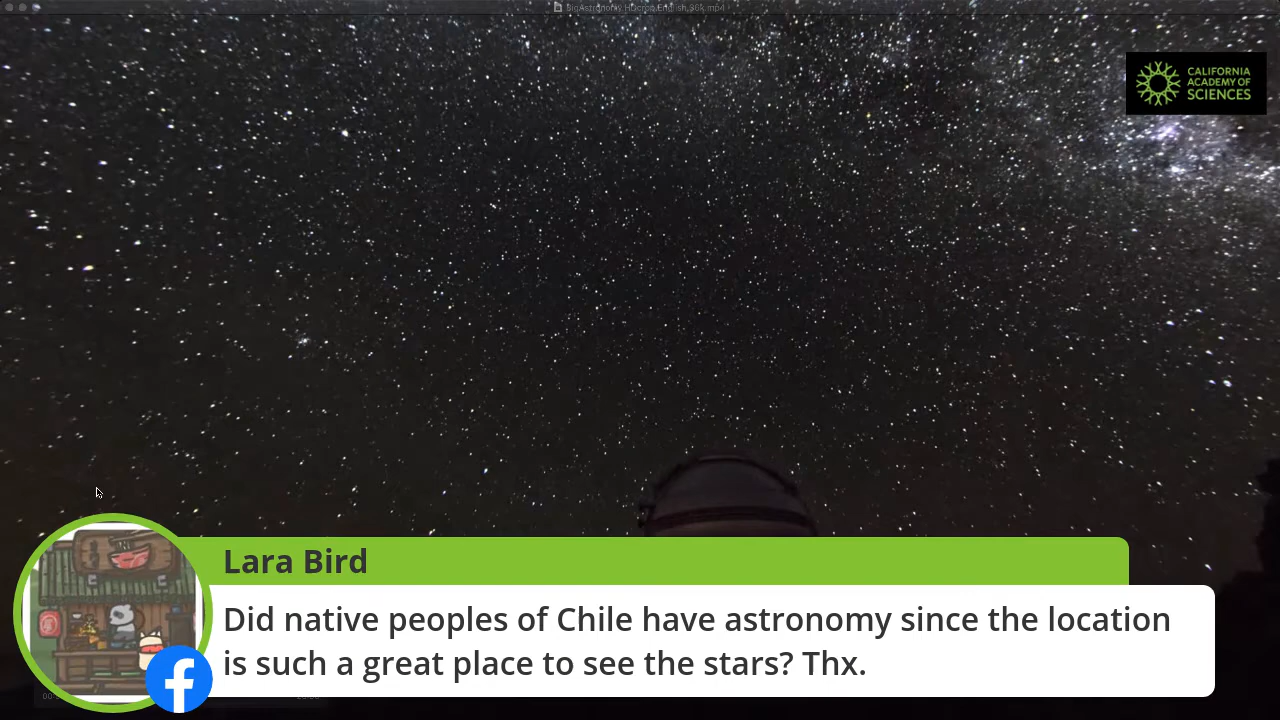 CALIFORNIA
ACADEMY OF
SCIENCES
Lara Bird
Did native peoples of Chile have astronomy since the location
is such a great place to see the stars? Thx.